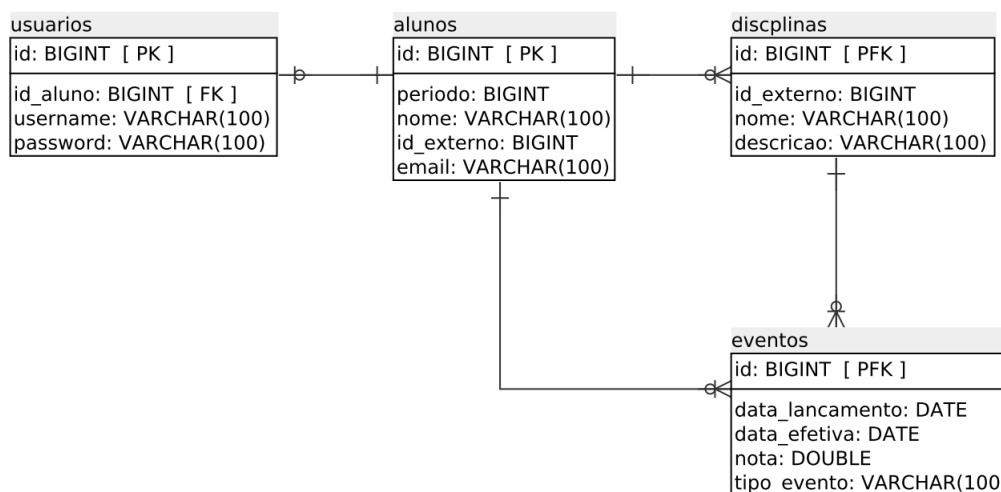 usuarios
id: BIGINT [ PK ]
id_aluno: BIGINT [ FK ]
username: VARCHAR(100)
password: VARCHAR(100)
alunos
id: BIGINT [ PK ]
periodo: BIGINT
nome: VARCHAR(100)
id_externo: BIGINT
email: VARCHAR(100)
discplinas
id: BIGINT [ PFK ]
id_externo: BIGINT
nome: VARCHAR(100)
descricao: VARCHAR(100)
eventos
id: BIGINT [ PFK ]
data_lancamento: DATE
data_efetiva: DATE
nota: DOUBLE
tipo_evento: VARCHAR(100